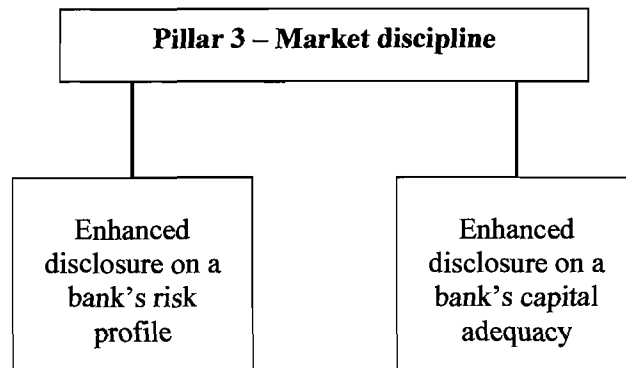 Pillar 3 – Market discipline
Enhanced
disclosure on a
bank's risk
profile
Enhanced
disclosure on a
bank's capital
adequacy